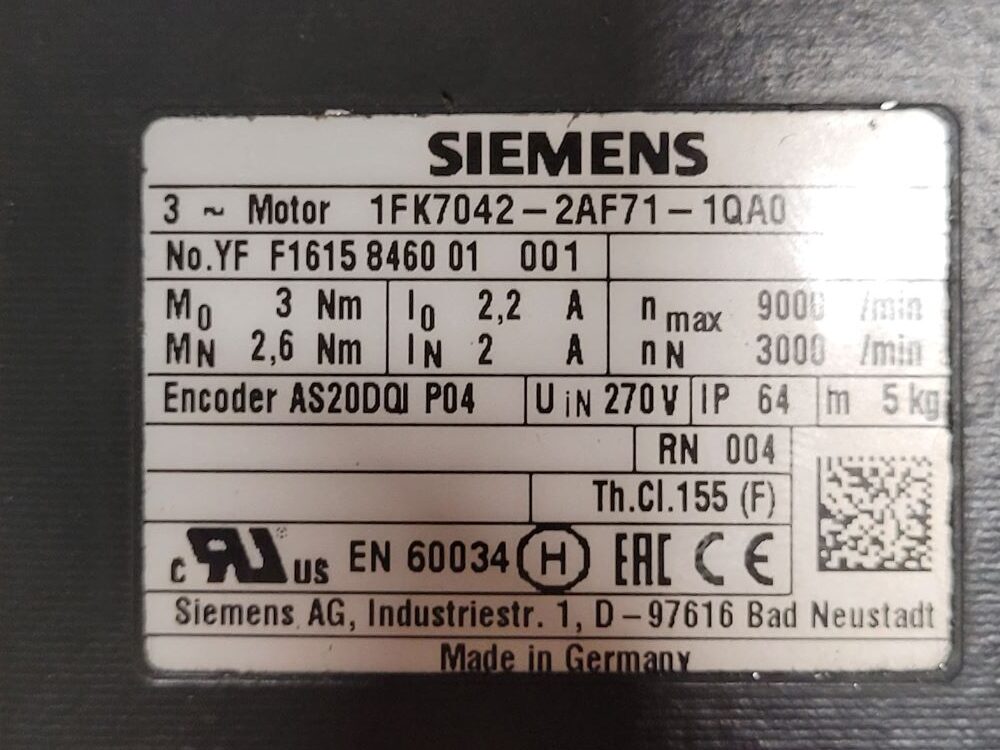 SIEMENS
3 ~ Motor 1FK7042-2AF71-1QA0
No.YF F1615 8460 01 001
M0 3 Nm I0 2,2 A n max 9000 /min
MN 2,6 Nm IN 2 A nN 3000 /min
Encoder AS20DQI P04 U iN 270V IP 64 m 5 kg
RN 004
Th.Cl.155 (F)
c RU us EN 60034 H EAC CE
Siemens AG, Industriestr. 1, D-97616 Bad Neustadt
Made in Germany